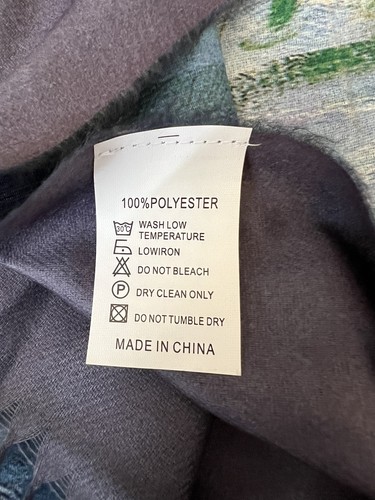 100%POLYESTER
30°C WASH LOW
TEMPERATURE
LOWIRON
DO NOT BLEACH
P DRY CLEAN ONLY
DO NOT TUMBLE DRY
MADE IN CHINA